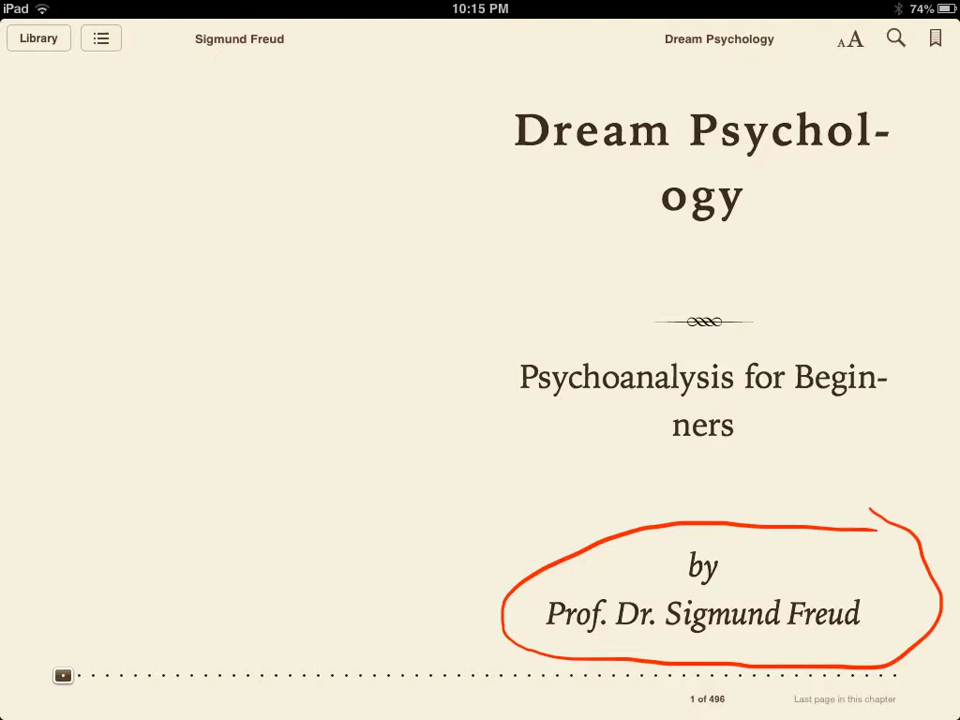 iPad 10:15 PM 74%
Library Sigmund Freud Dream Psychology AA
Dream Psychol-
ogy
Psychoanalysis for Begin-
ners
by
Prof. Dr. Sigmund Freud
1 of 496 Last page in this chapter